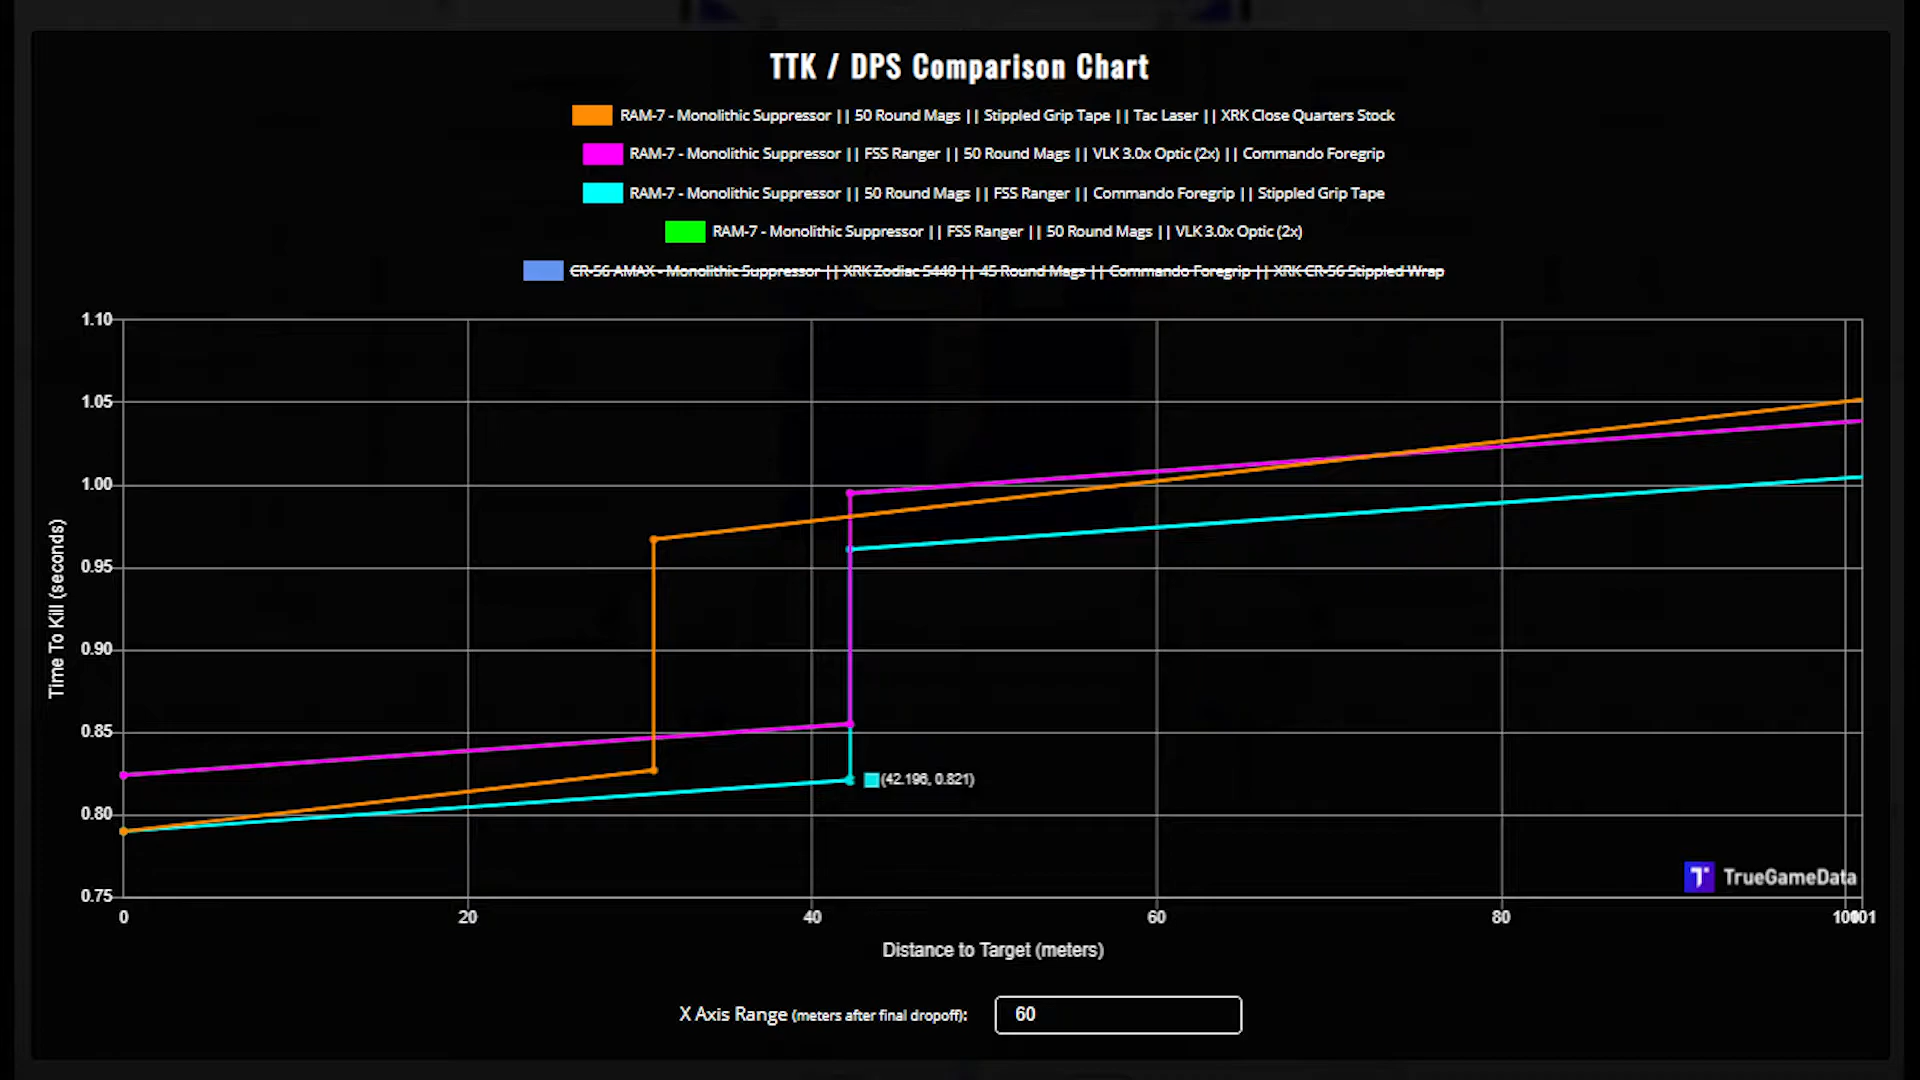 TTK / DPS Comparison Chart
RAM-7 - Monolithic Suppressor || 50 Round Mags || Stippled Grip Tape || Tac Laser || XRK Close Quarters Stock
RAM-7 - Monolithic Suppressor || FSS Ranger || 50 Round Mags || VLK 3.0x Optic (2x) || Commando Foregrip
RAM-7 - Monolithic Suppressor || 50 Round Mags || FSS Ranger || Commando Foregrip || Stippled Grip Tape
RAM-7 - Monolithic Suppressor || FSS Ranger || 50 Round Mags || VLK 3.0x Optic (2x)
CR-56 AMAX - Monolithic Suppressor || XRK Zodiac S440 || 45 Round Mags || Commando Foregrip || XRK CR-56 Stippled Wrap
1.10
1.05
1.00
0.95
0.90
0.85
0.80
0.75
Time To Kill (seconds)
(42.196, 0.821)
TrueGameData
0 20 40 60 80 100 101
Distance to Target (meters)
X Axis Range (meters after final dropoff): 60